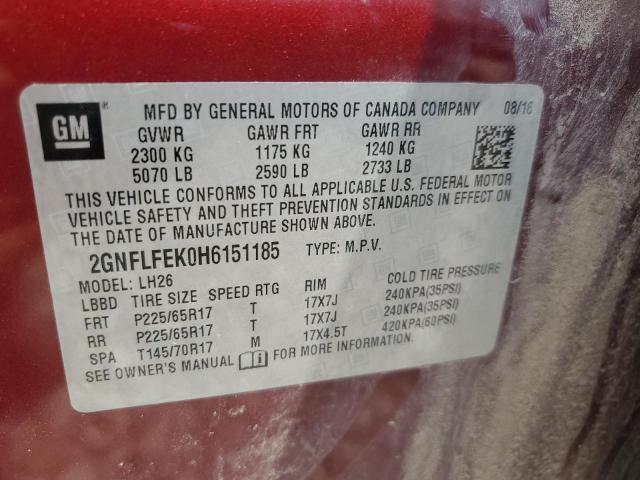 GM ®
MFD BY GENERAL MOTORS OF CANADA COMPANY 08/16
GVWR GAWR FRT GAWR RR
2300 KG 1175 KG 1240 KG
5070 LB 2590 LB 2733 LB
THIS VEHICLE CONFORMS TO ALL APPLICABLE U.S. FEDERAL MOTOR
VEHICLE SAFETY AND THEFT PREVENTION STANDARDS IN EFFECT ON
THE DATE OF MANUFACTURE SHOWN ABOVE.
2GNFLFEK0H6151185 TYPE: M.P.V.
MODEL: LH26
LBBD TIRE SIZE SPEED RTG RIM COLD TIRE PRESSURE
FRT P225/65R17 T 17X7J 240KPA(35PSI)
RR P225/65R17 T 17X7J 240KPA(35PSI)
SPA T145/70R17 M 17X4.5T 420KPA(60PSI)
SEE OWNER'S MANUAL FOR MORE INFORMATION.